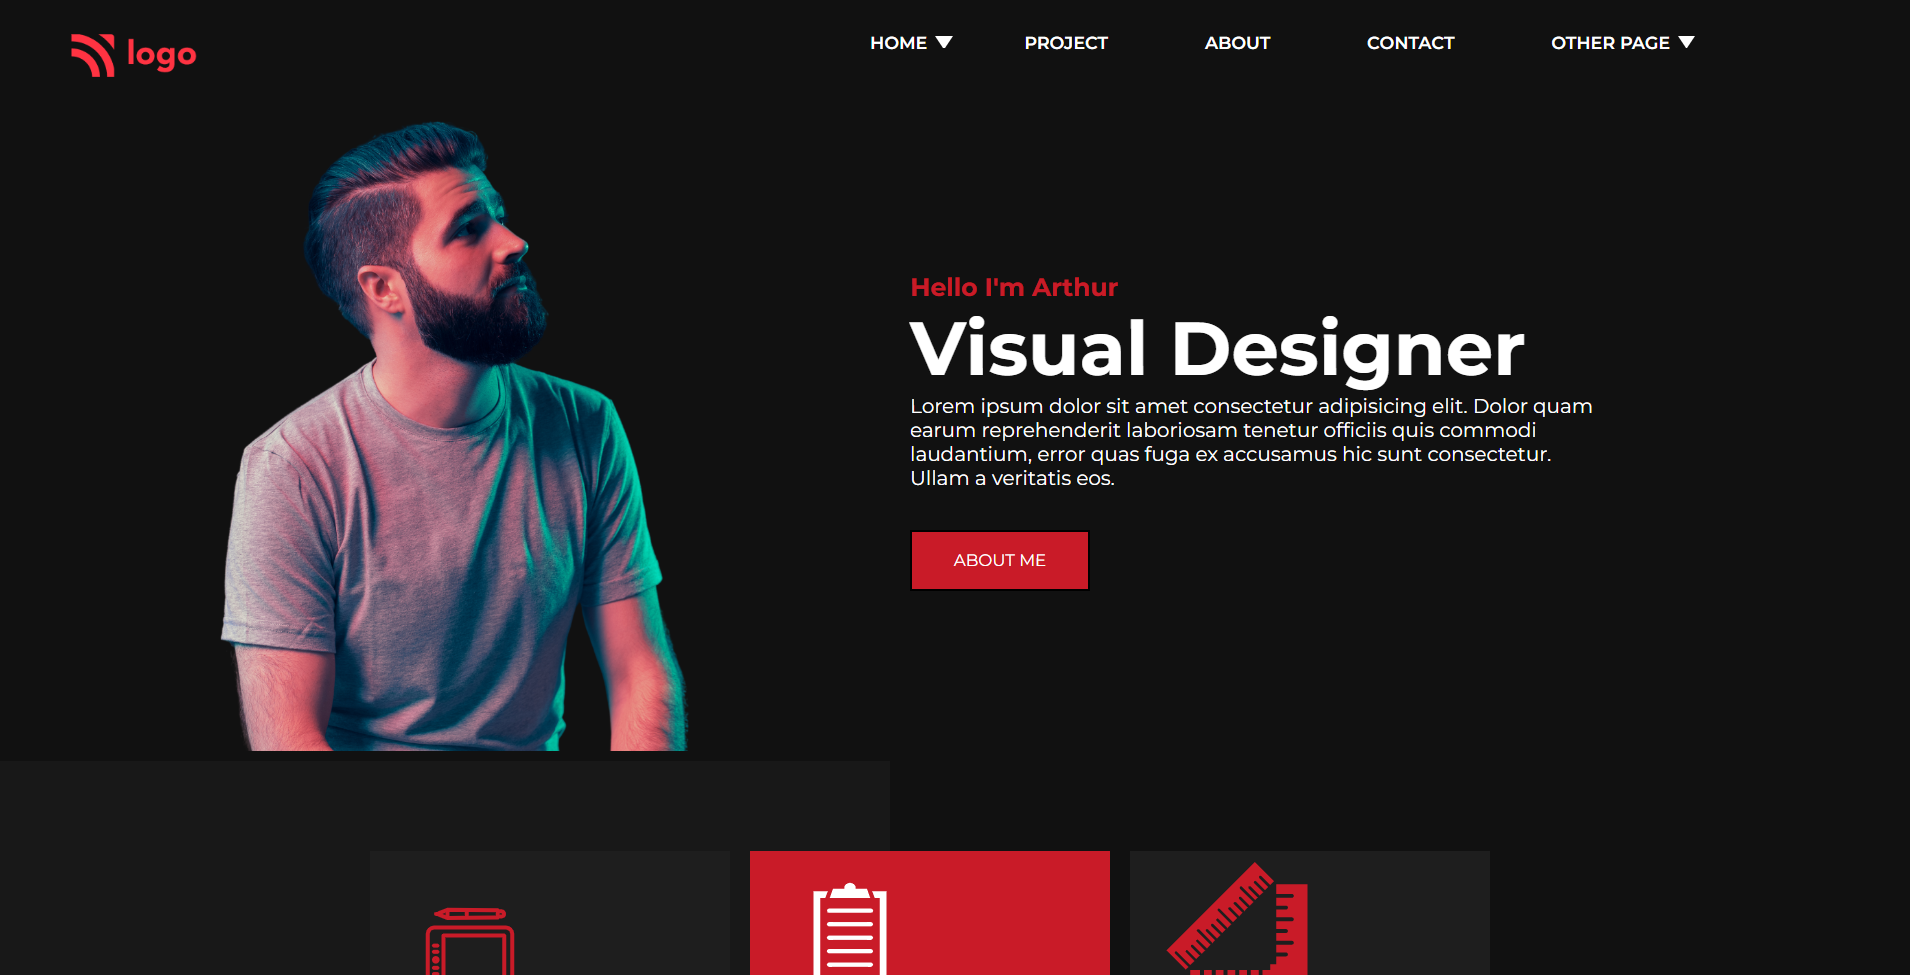 logo
HOME
PROJECT
ABOUT
CONTACT
OTHER PAGE
Hello I'm Arthur
Visual Designer
Lorem ipsum dolor sit amet consectetur adipisicing elit. Dolor quam
earum reprehenderit laboriosam tenetur officiis quis commodi
laudantium, error quas fuga ex accusamus hic sunt consectetur.
Ullam a veritatis eos.
ABOUT ME